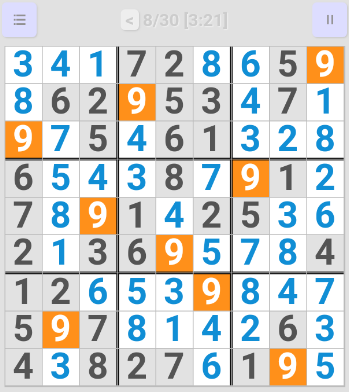 < 8/30 [3:21]
3 4 1 7 2 8 6 5 9
8 6 2 9 5 3 4 7 1
9 7 5 4 6 1 3 2 8
6 5 4 3 8 7 9 1 2
7 8 9 1 4 2 5 3 6
2 1 3 6 9 5 7 8 4
1 2 6 5 3 9 8 4 7
5 9 7 8 1 4 2 6 3
4 3 8 2 7 6 1 9 5